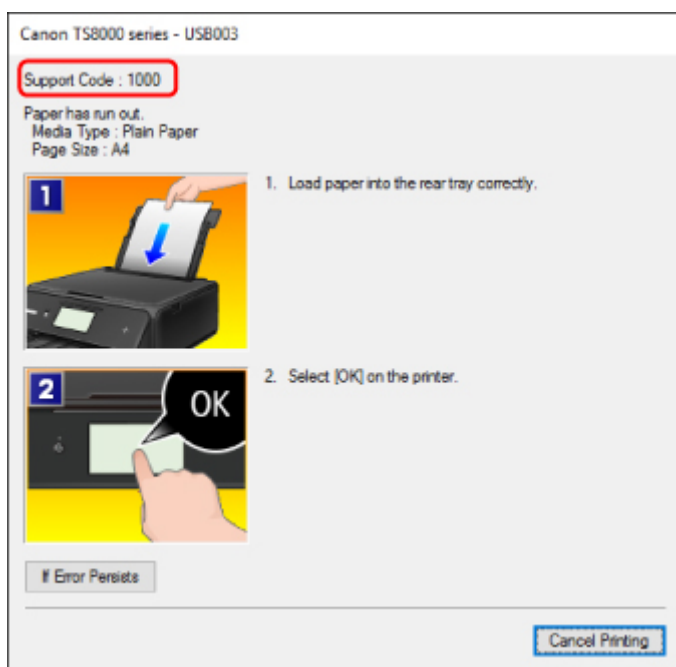 Canon TS8000 series - USB003
Support Code : 1000
Paper has run out.
Media Type : Plain Paper
Page Size : A4
1
1. Load paper into the rear tray correctly.
2
OK
2. Select [OK] on the printer.
If Error Persists
Cancel Printing